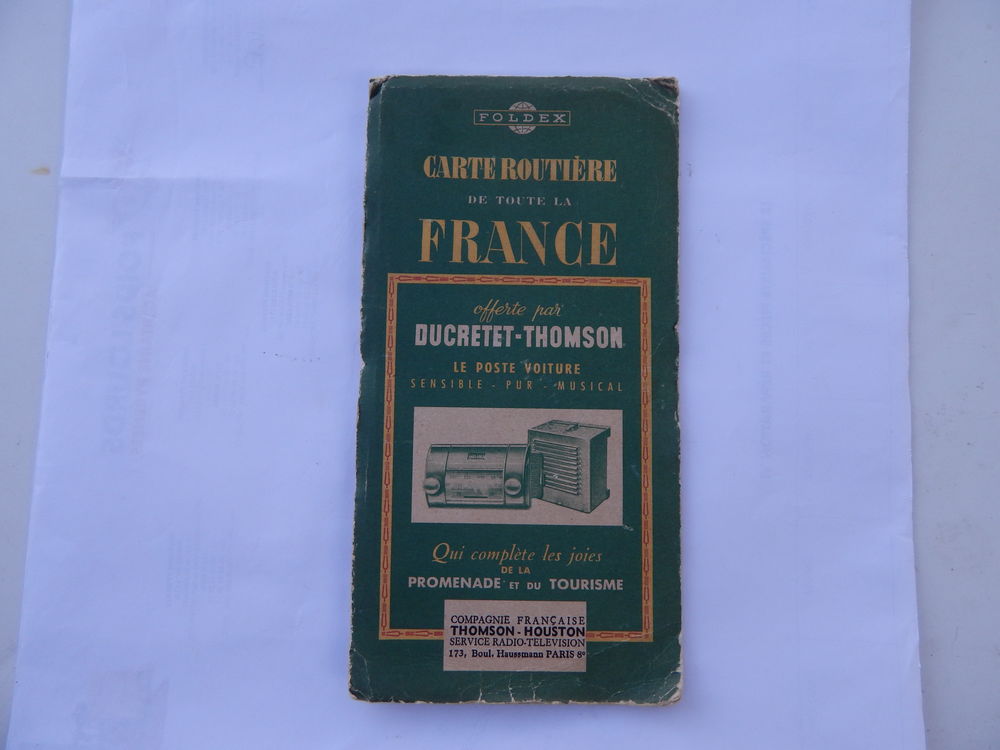 FOLDEX
CARTE ROUTIÈRE
DE TOUTE LA
FRANCE
offerte par
DUCRETET-THOMSON
LE POSTE VOITURE
SENSIBLE - PUR - MUSICAL
Qui complète les joies
DE LA
PROMENADE ET DU TOURISME
COMPAGNIE FRANÇAISE
THOMSON - HOUSTON
SERVICE RADIO-TELEVISION
173, Boul. Haussmann PARIS 8e